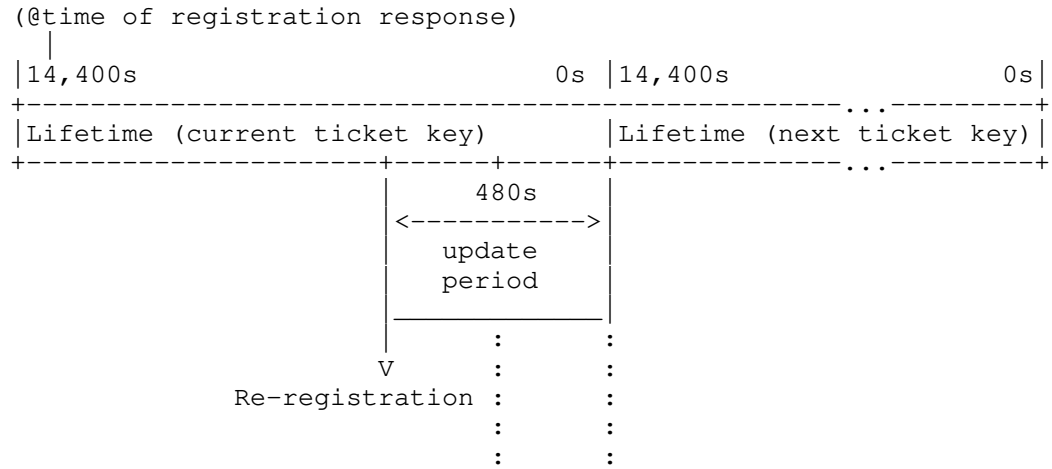 (@time of registration response)
|
|14,400s 0s |14,400s 0s|
+---------------------------------------------------...---------+
|Lifetime (current ticket key) |Lifetime (next ticket key)|
+----------------------+------+------+--------------...---------+
| 480s |
|<----------->|
| update |
| period |
|_____________|
| : :
V : :
Re-registration : :
: :
: :